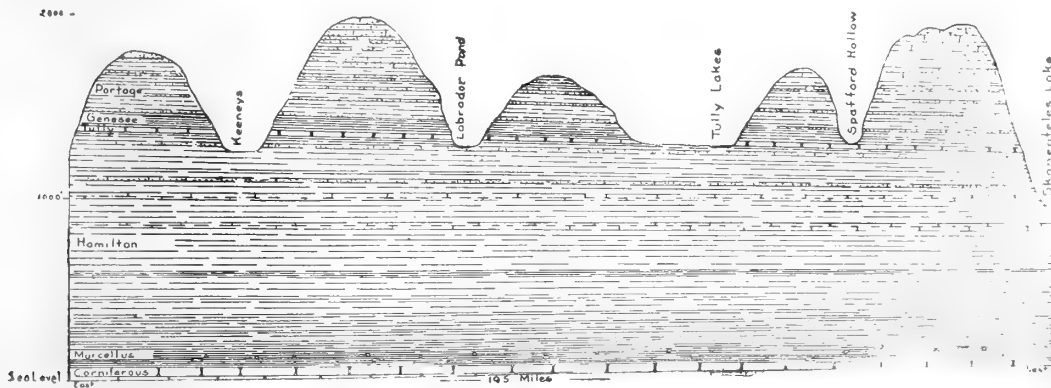 2000
Portage
Genesee
Tully
Keeneys
Labrador Pond
Tully Lakes
Spafford Hollow
Skaneateles Lake
1000'
Hamilton
Marcellus
Sea Level
Corniferous
East
19.5 Miles